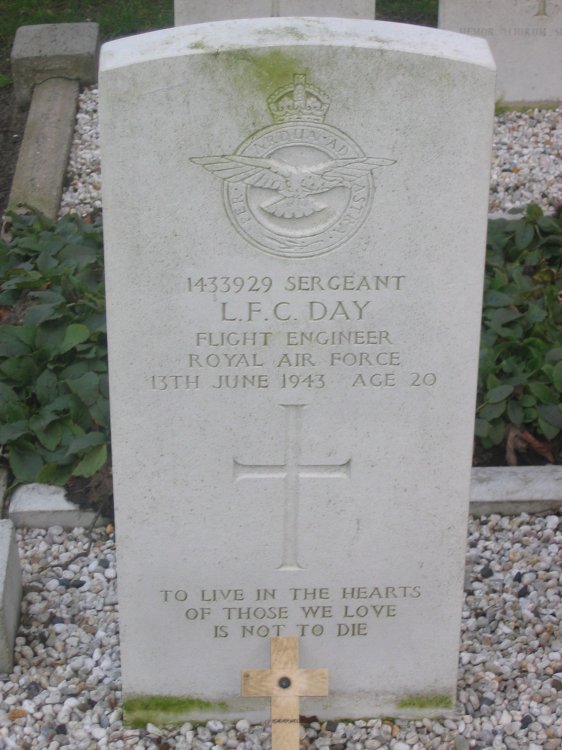 PER ARDUA AD ASTRA
1433929 SERGEANT
L.F.C. DAY
FLIGHT ENGINEER
ROYAL AIR FORCE
13TH JUNE 1943 AGE 20
TO LIVE IN THE HEARTS
OF THOSE WE LOVE
IS NOT TO DIE